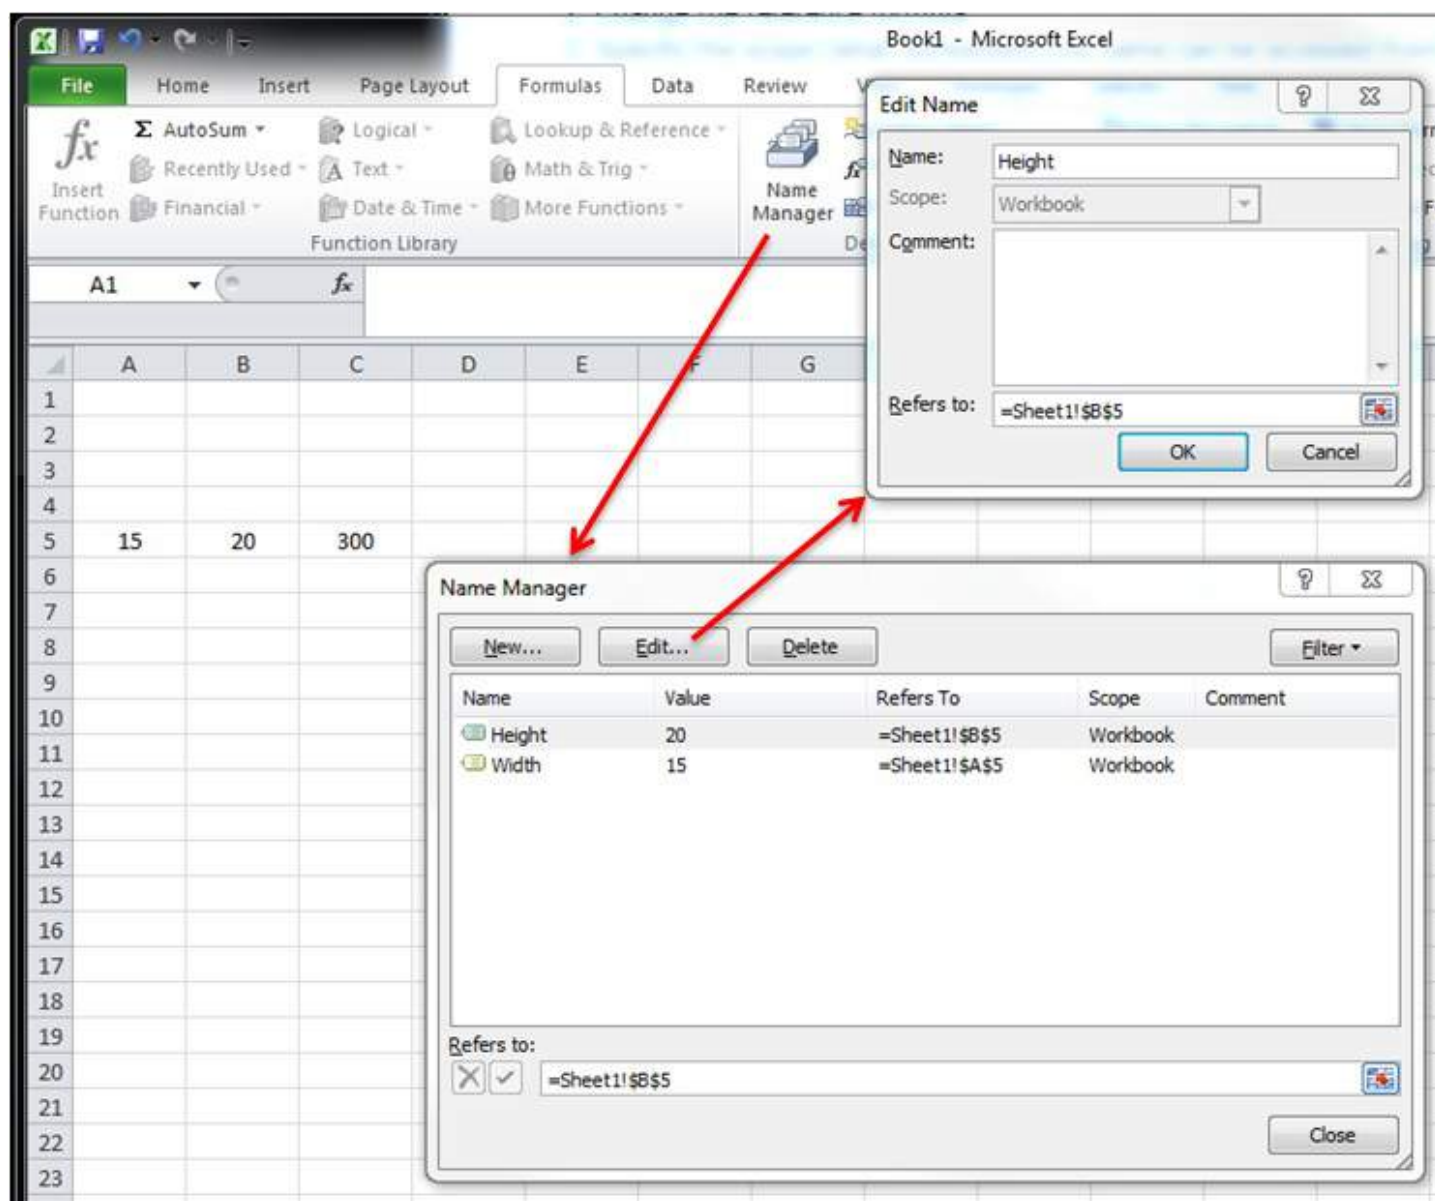 Book1 - Microsoft Excel
File Home Insert Page Layout Formulas Data Review
Σ AutoSum Logical Lookup & Reference
Recently Used Text Math & Trig
Financial Date & Time More Functions
fx
Insert
Function
Name
Manager
Function Library
A1 fx
Edit Name
Name: Height
Scope: Workbook
Comment:
Refers to: =Sheet1!$B$5
OK Cancel
A B C D E F G
1
2
3
4
5 15 20 300
6
7
8
9
10
11
12
13
14
15
16
17
18
19
20
21
22
23
Name Manager
New... Edit... Delete Filter
Name Value Refers To Scope Comment
Height 20 =Sheet1!$B$5 Workbook
Width 15 =Sheet1!$A$5 Workbook
Refers to:
=Sheet1!$B$5
Close